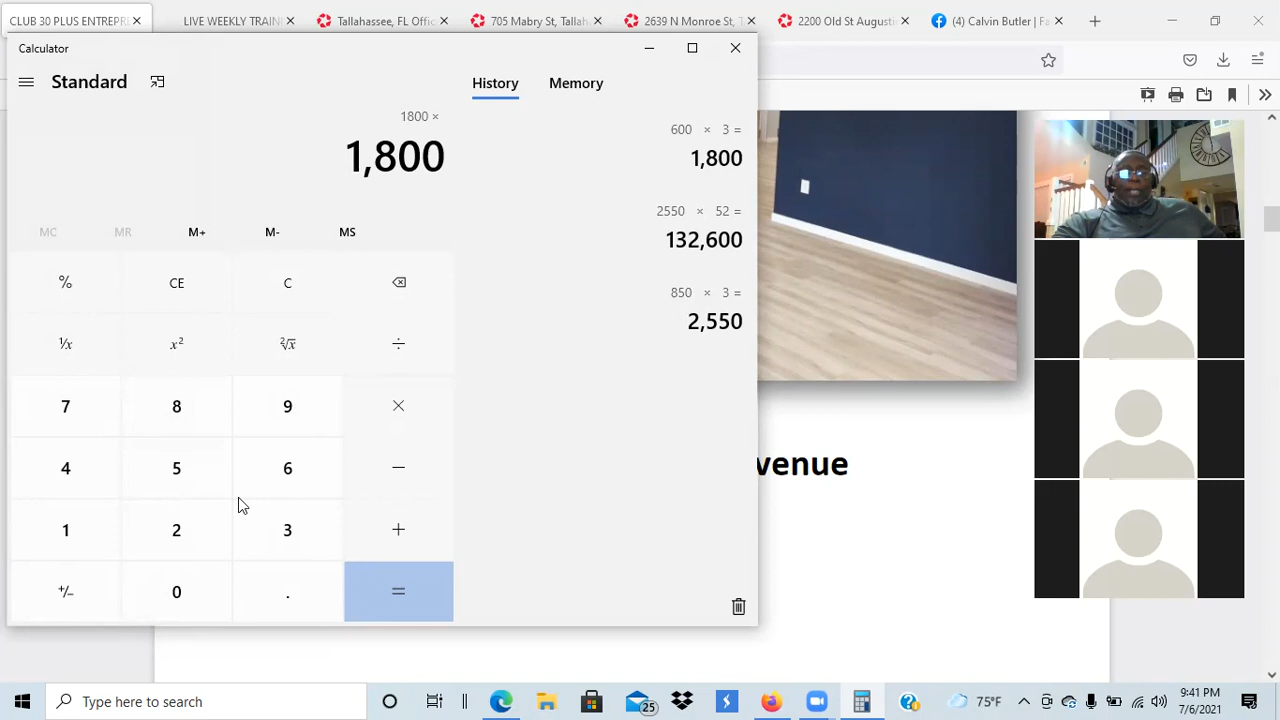 CLUB 30 PLUS ENTREPRE
LIVE WEEKLY TRAIN
Tallahassee, FL Offic
705 Mabry St, Tallah
2639 N Monroe St, T
2200 Old St Augusti
(4) Calvin Butler | Fa
Calculator
Standard
History
Memory
1800 ×
1,800
600 × 3 =
1,800
2550 × 52 =
132,600
850 × 3 =
2,550
MC MR M+ M- MS
% CE C
⅟x x² ²√x ÷
7 8 9 ×
4 5 6 −
1 2 3 +
+/− 0 . =
venue
Type here to search
25
75°F
9:41 PM
7/6/2021